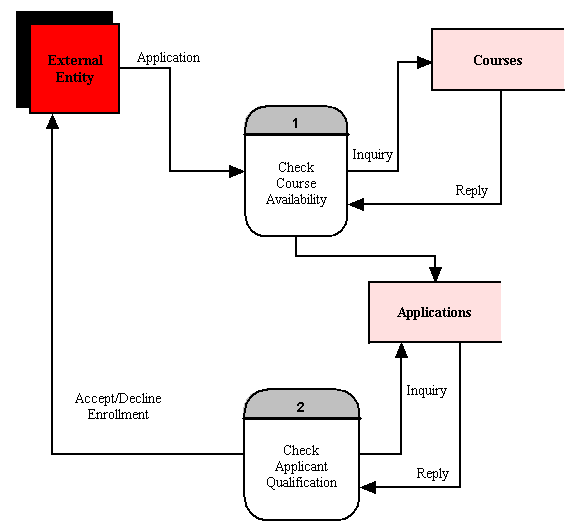 External
Entity
Application
Courses
1
Check
Course
Availability
Inquiry
Reply
Applications
Accept/Decline
Enrollment
2
Check
Applicant
Qualification
Inquiry
Reply